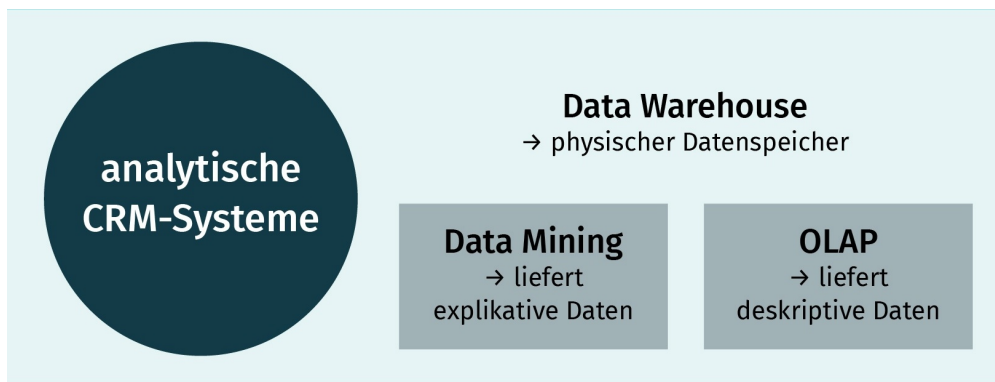 analytische
CRM-Systeme
Data Warehouse
→ physischer Datenspeicher
Data Mining
→ liefert
explikative Daten
OLAP
→ liefert
deskriptive Daten